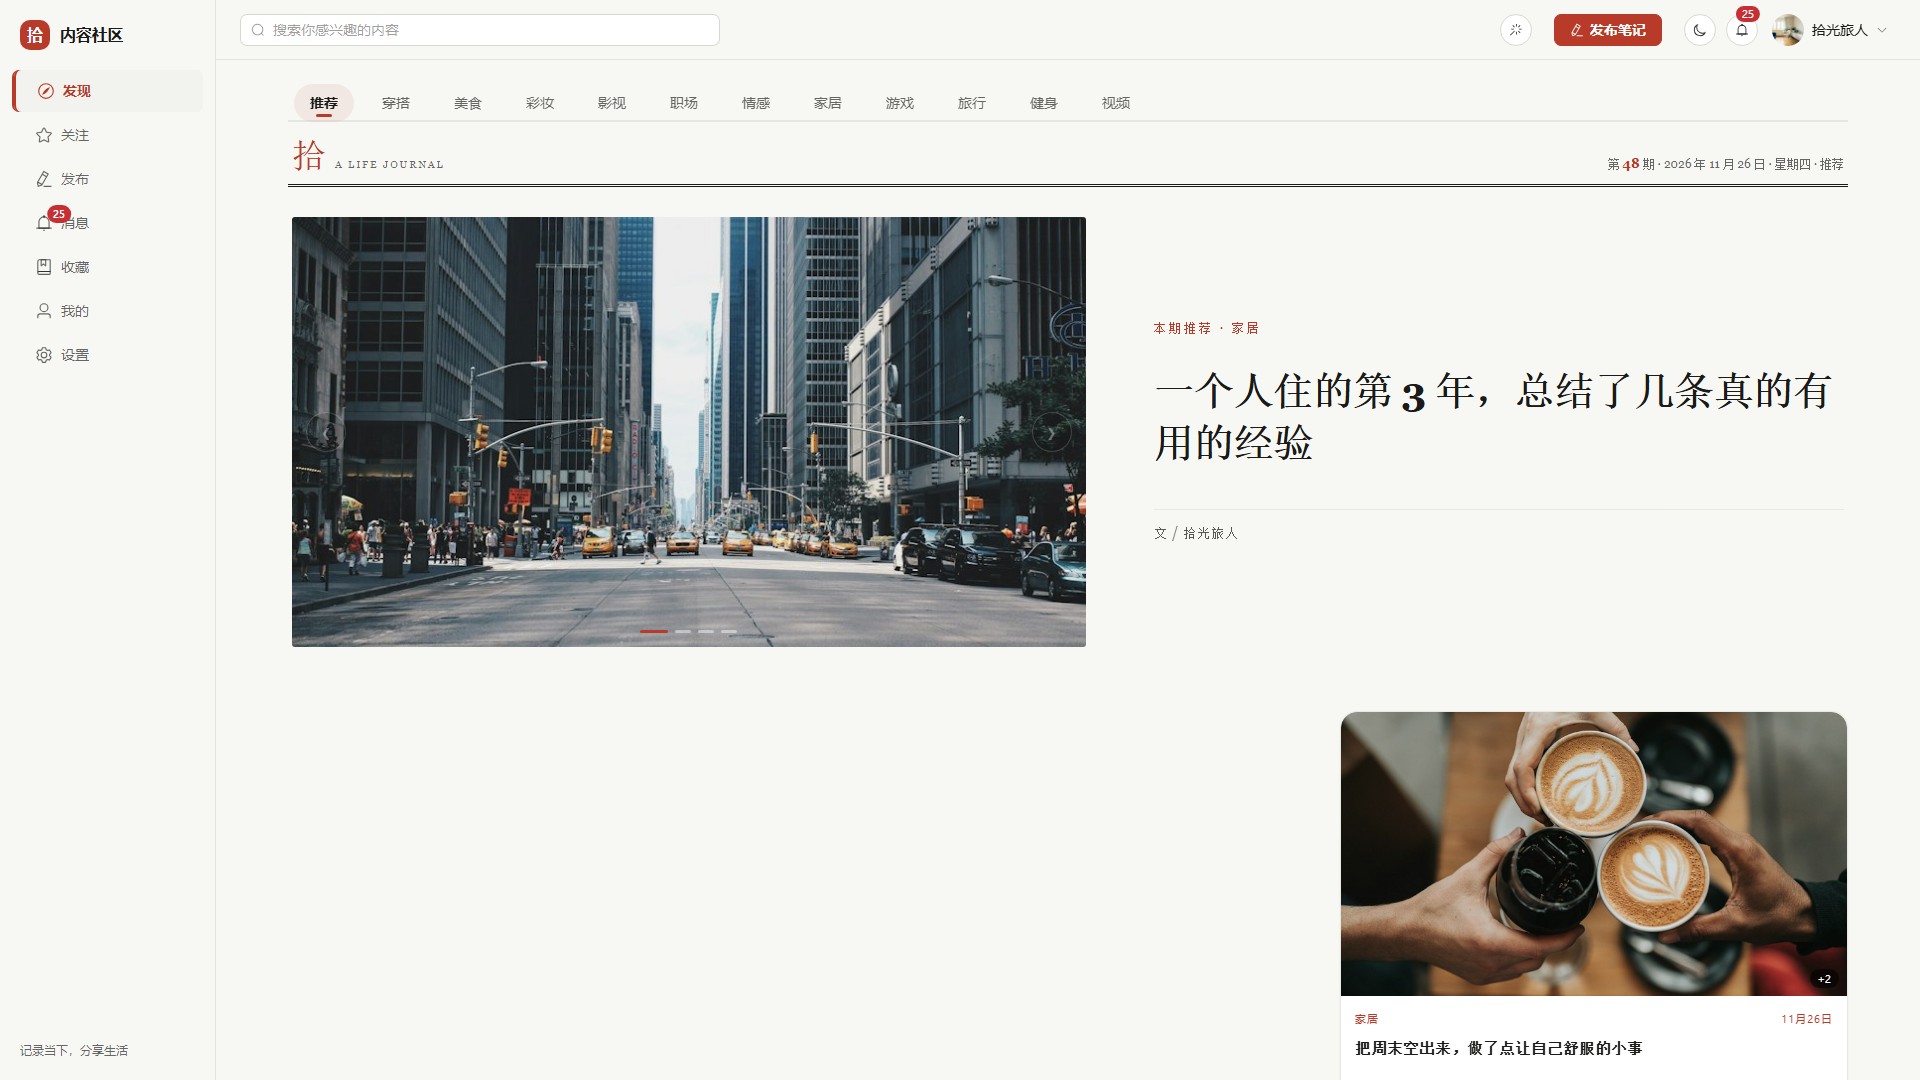 拾 内容社区
搜索你感兴趣的内容
发布笔记
25
拾光旅人
发现
关注
发布
25
消息
收藏
我的
设置
推荐 穿搭 美食 彩妆 影视 职场 情感 家居 游戏 旅行 健身 视频
拾 A LIFE JOURNAL
第 48 期 · 2026 年 11 月 26 日 · 星期四 · 推荐
本期推荐 · 家居
一个人住的第 3 年，总结了几条真的有
用的经验
文 / 拾光旅人
+2
家居
11月26日
把周末空出来，做了点让自己舒服的小事
记录当下，分享生活